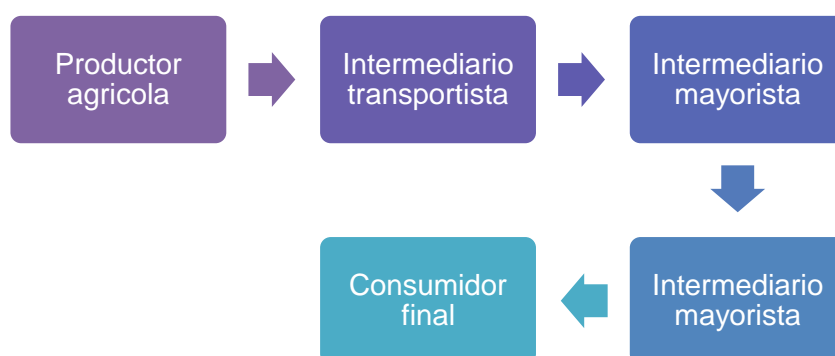 Productor
agricola
Intermediario
transportista
Intermediario
mayorista
Intermediario
mayorista
Consumidor
final